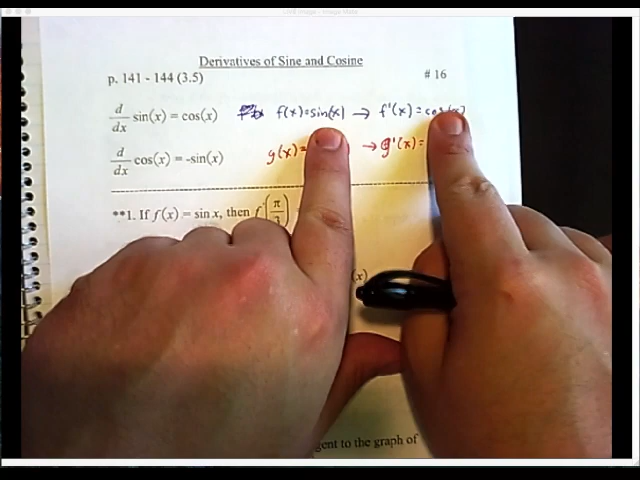 Derivatives of Sine and Cosine
p. 141 - 144 (3.5) # 16
d/dx sin(x) = cos(x) f(x)=sin(x) → f'(x)=cos(x)
d/dx cos(x) = -sin(x) g(x)= → g'(x)=
**1. If f(x) = sin x, then f'(π/3)
(x)
gent to the graph of